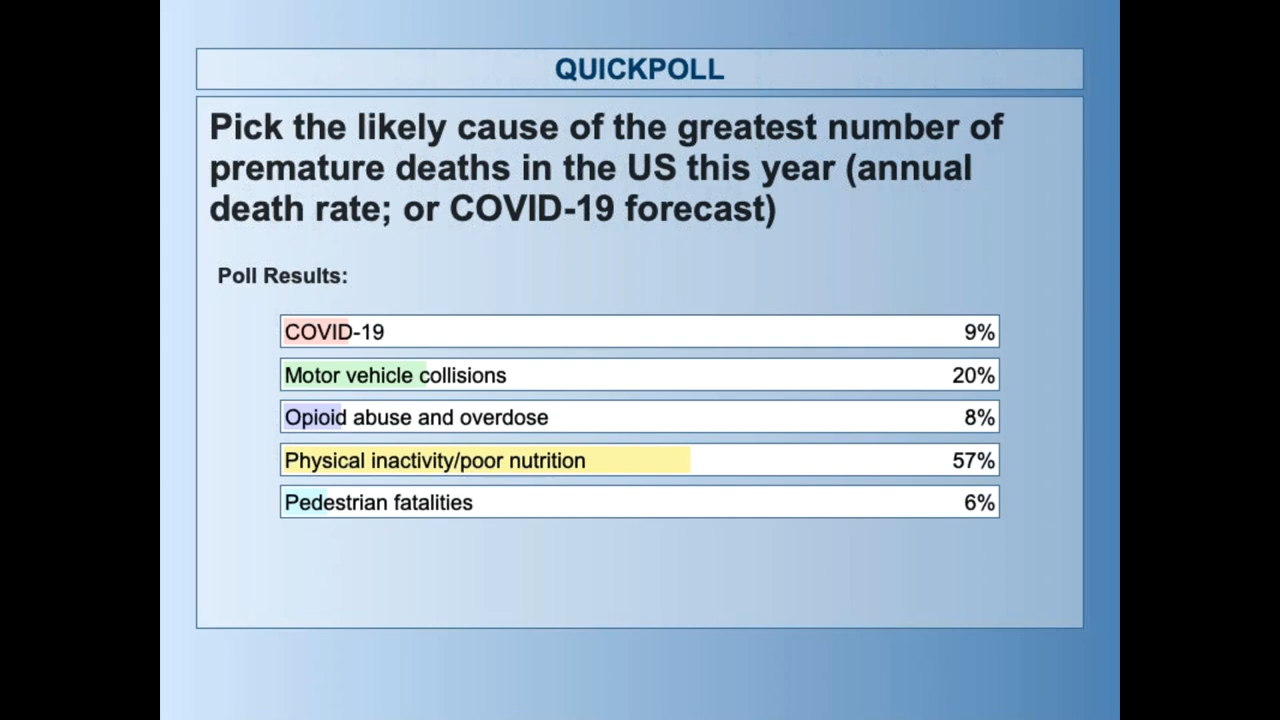 QUICKPOLL
Pick the likely cause of the greatest number of
premature deaths in the US this year (annual
death rate; or COVID-19 forecast)
Poll Results:
COVID-19 9%
Motor vehicle collisions 20%
Opioid abuse and overdose 8%
Physical inactivity/poor nutrition 57%
Pedestrian fatalities 6%